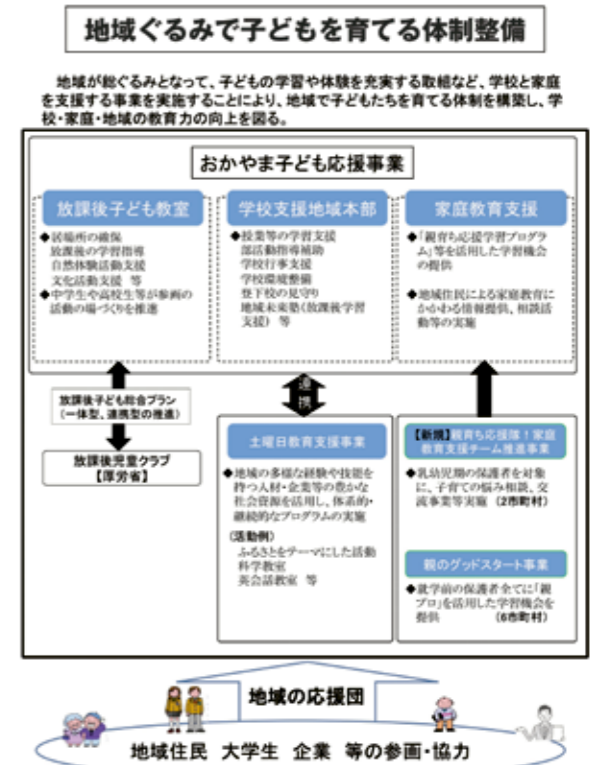 地域ぐるみで子どもを育てる体制整備
地域が総ぐるみとなって、子どもの学習や体験を充実する取組など、学校と家庭
を支援する事業を実施することにより、地域で子どもたちを育てる体制を構築し、学
校・家庭・地域の教育力の向上を図る。
おかやま子ども応援事業
放課後子ども教室
◆居場所の確保
放課後の学習指導
自然体験活動支援
文化活動支援 等
◆中学生や高校生等が参画の
活動の場づくりを推進
学校支援地域本部
◆授業等の学習支援
部活動指導補助
学校行事支援
学校環境整備
登下校の見守り
地域未来塾(放課後学習
支援) 等
家庭教育支援
◆「親育ち応援学習プログラ
ム」等を活用した学習機会
の提供
◆地域住民による家庭教育に
かかわる情報提供、相談活
動等の実施
放課後子ども総合プラン
(一体型、連携型の推進)
放課後児童クラブ
【厚労省】
連
携
土曜日教育支援事業
◆地域の多様な経験や技能を
持つ人材・企業等の豊かな
社会資源を活用し、体系的・
継続的なプログラムの実施
(活動例)
ふるさとをテーマにした活動
科学教室
英会話教室 等
【新規】親育ち応援隊!家庭
教育支援チーム推進事業
◆乳幼児期の保護者を対象
に、子育ての悩み相談、交
流事業等実施 (2市町村)
親のグッドスタート事業
◆就学前の保護者全てに「親
プロ」を活用した学習機会を
提供 (6市町村)
地域の応援団
地域住民 大学生 企業 等の参画・協力